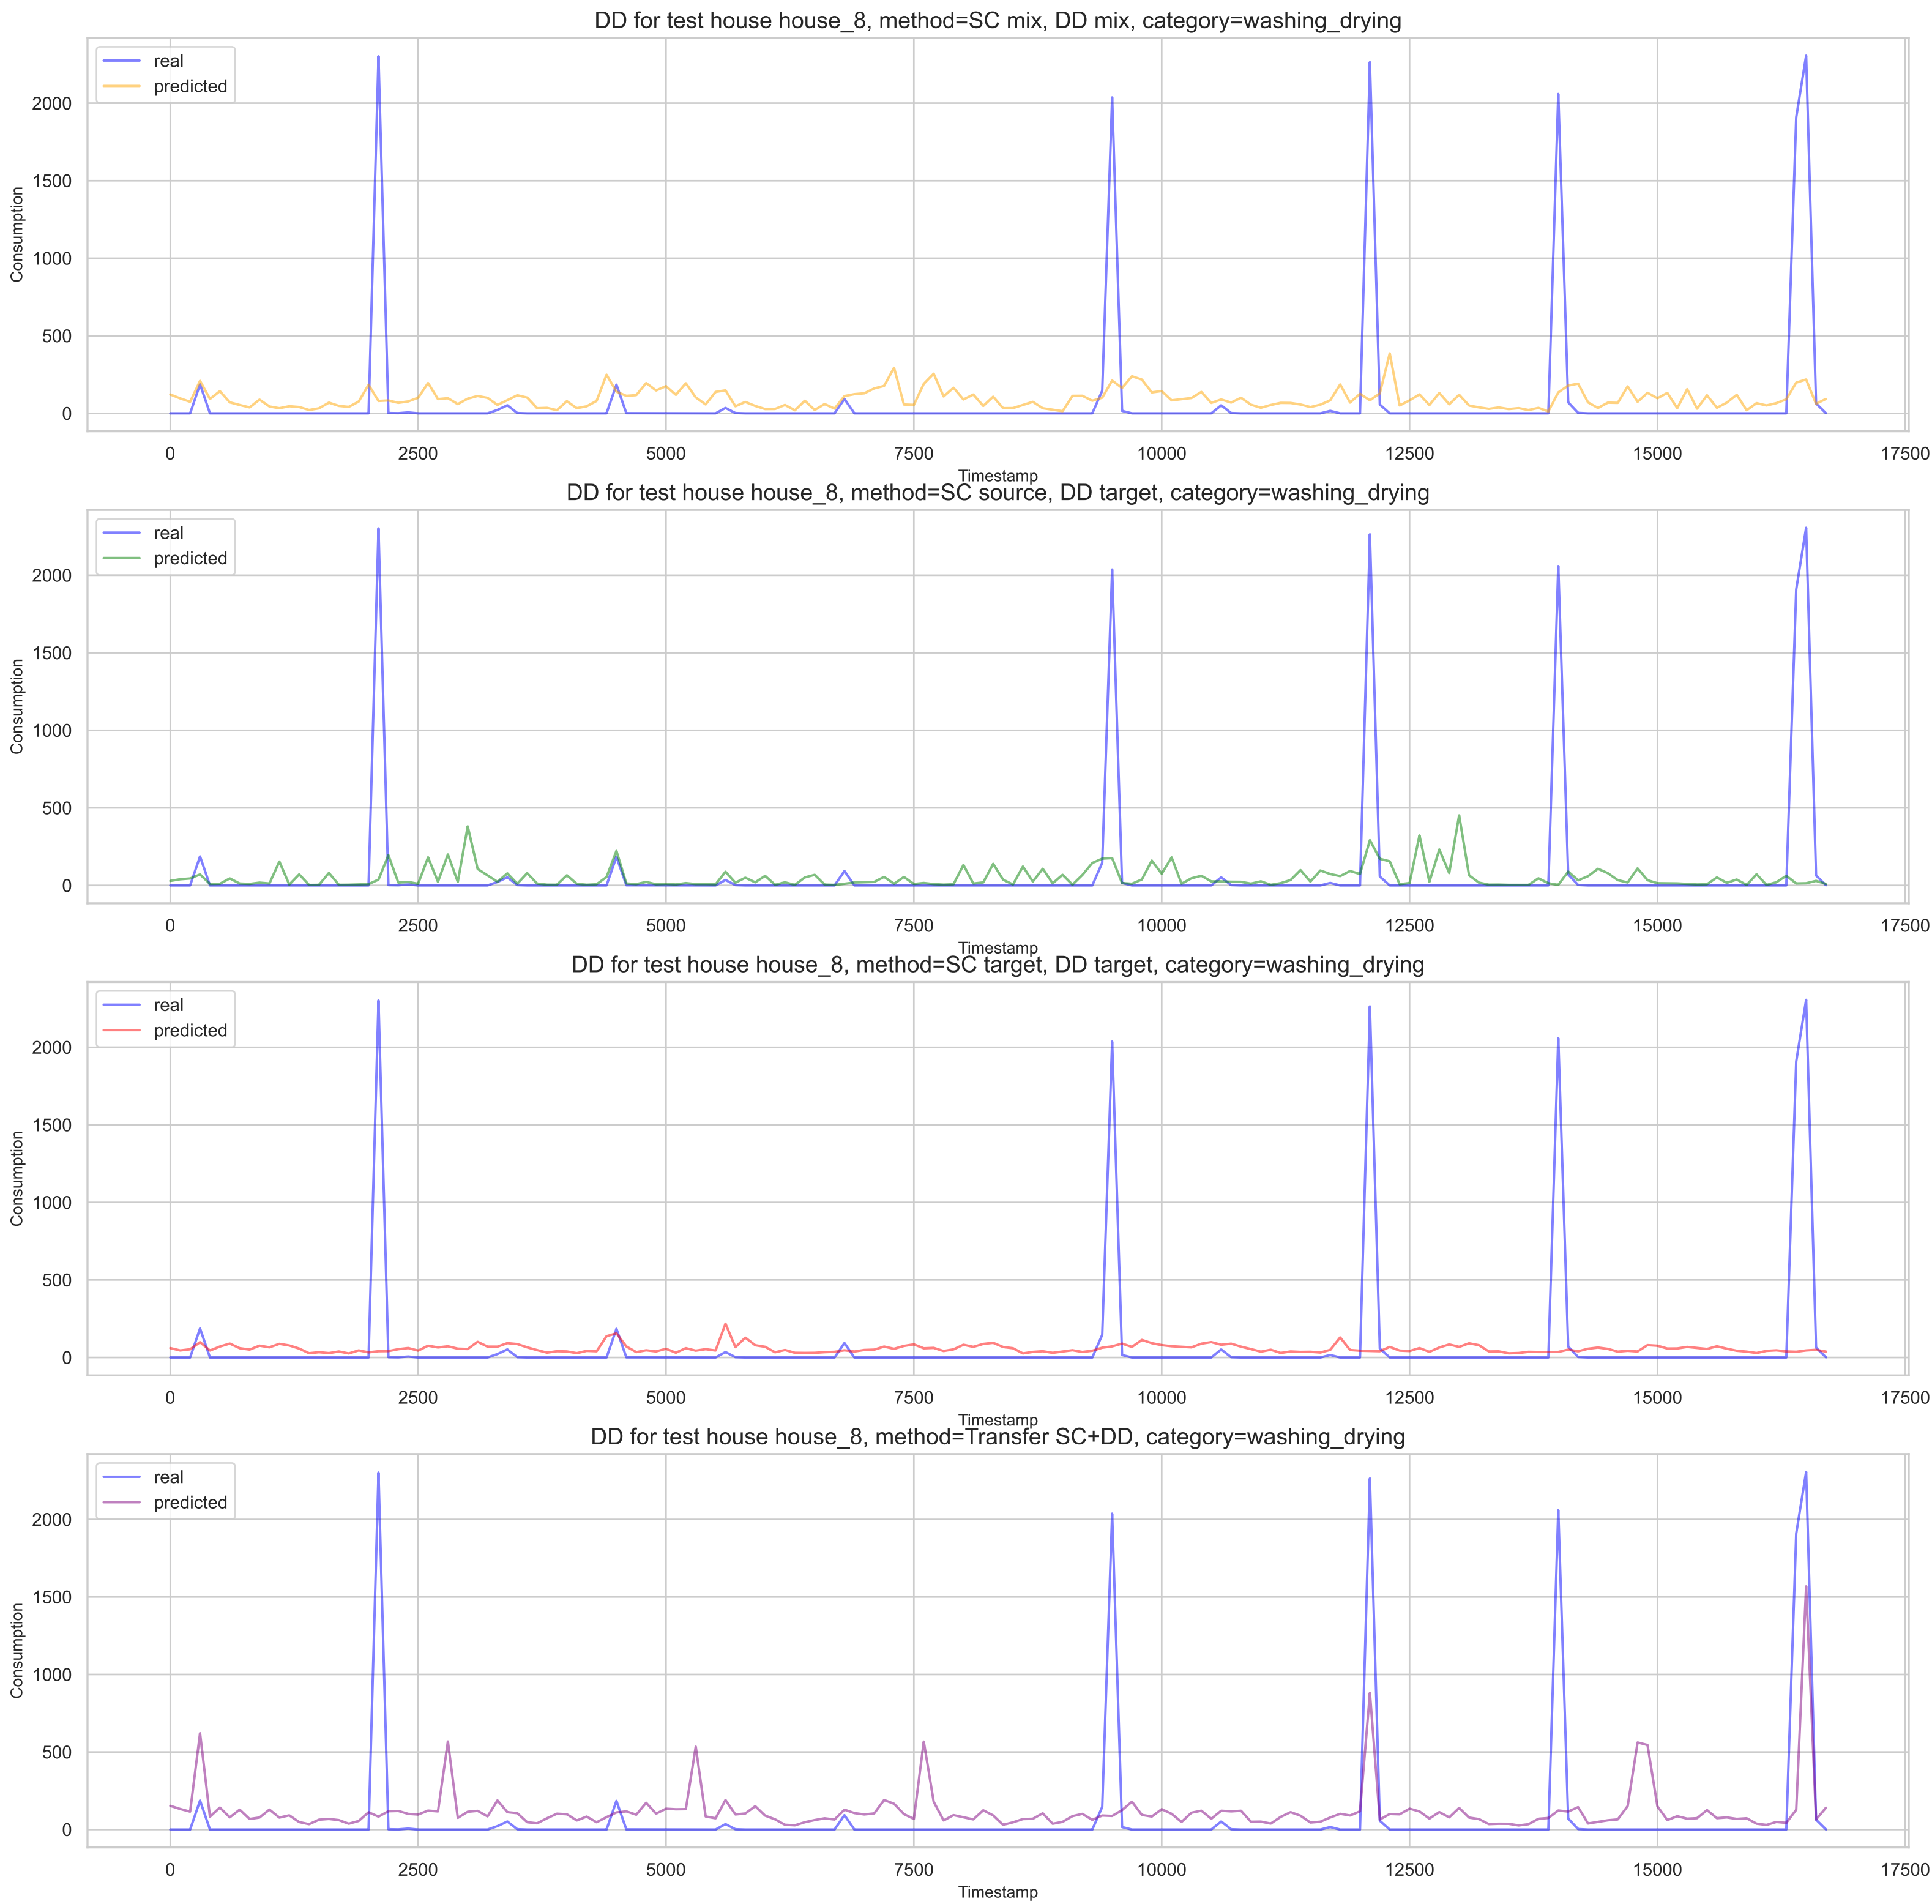 DD for test house house_8, method=SC mix, DD mix, category=washing_drying
real
predicted
Consumption
2000
1500
1000
500
0
0 2500 5000 7500 10000 12500 15000 17500
Timestamp
DD for test house house_8, method=SC source, DD target, category=washing_drying
real
predicted
Consumption
2000
1500
1000
500
0
0 2500 5000 7500 10000 12500 15000 17500
Timestamp
DD for test house house_8, method=SC target, DD target, category=washing_drying
real
predicted
Consumption
2000
1500
1000
500
0
0 2500 5000 7500 10000 12500 15000 17500
Timestamp
DD for test house house_8, method=Transfer SC+DD, category=washing_drying
real
predicted
Consumption
2000
1500
1000
500
0
0 2500 5000 7500 10000 12500 15000 17500
Timestamp